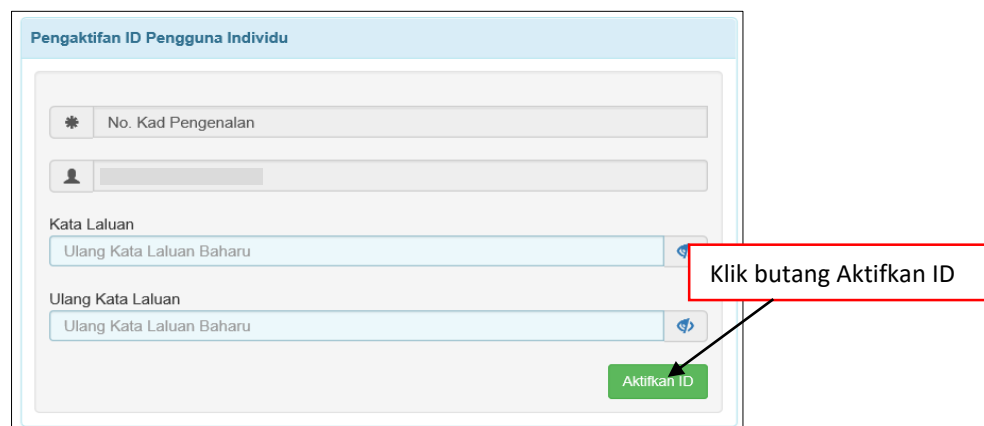 Pengaktifan ID Pengguna Individu
No. Kad Pengenalan
Kata Laluan
Ulang Kata Laluan Baharu
Klik butang Aktifkan ID
Ulang Kata Laluan
Ulang Kata Laluan Baharu
Aktifkan ID